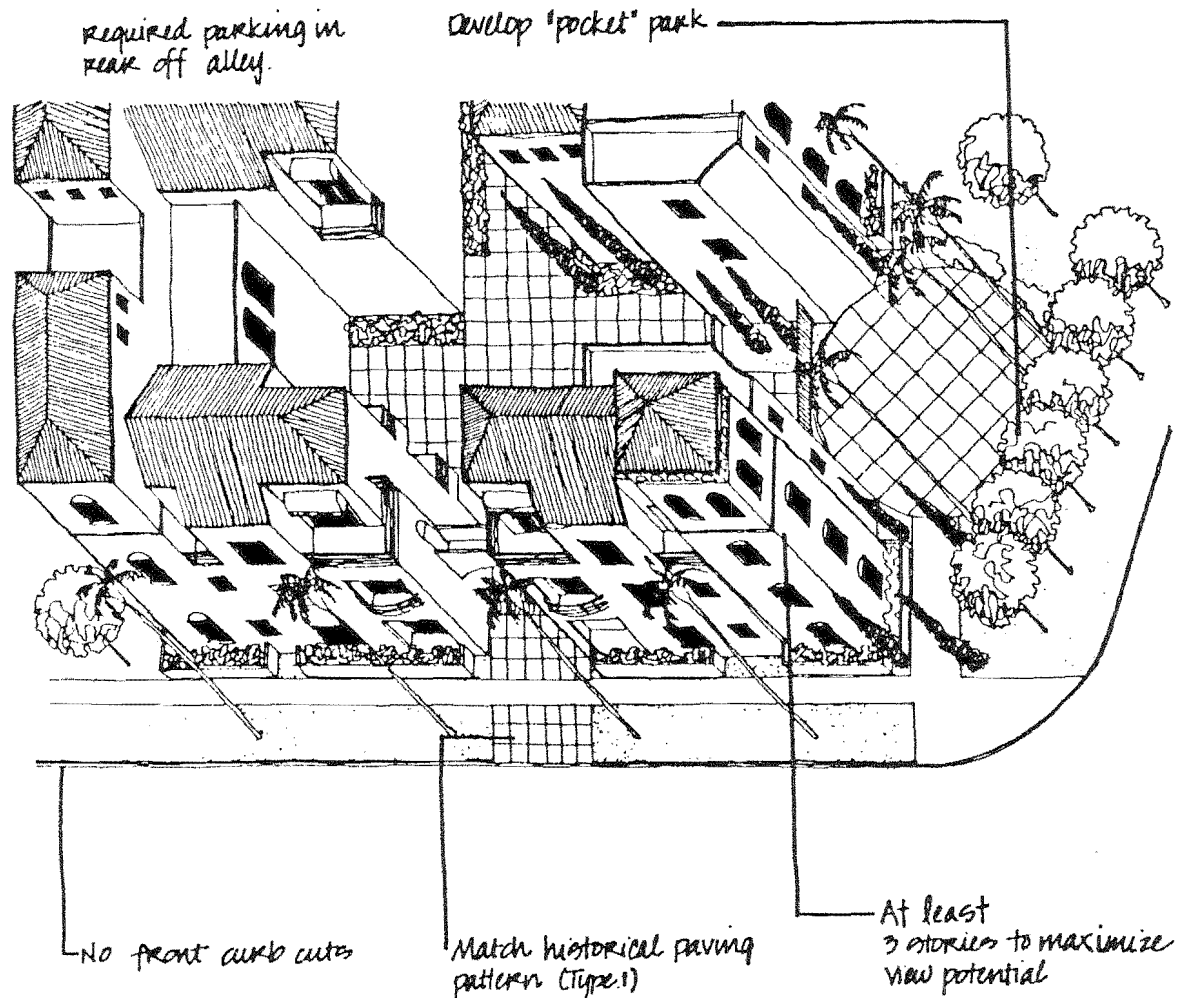 required parking in
rear off alley.
Develop "pocket" park
No front curb cuts
Match historical paving
pattern (Type.1)
At least
3 stories to maximize
view potential